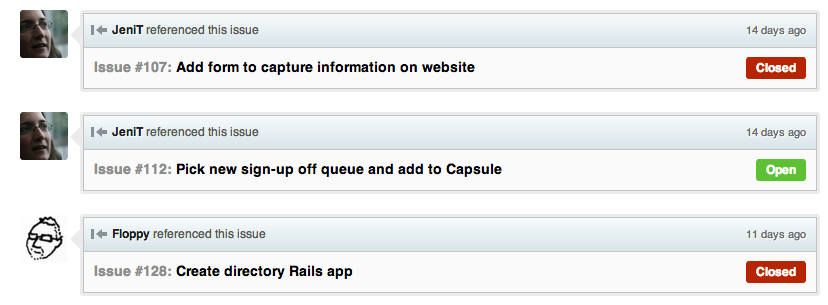 JeniT referenced this issue 14 days ago
Issue #107: Add form to capture information on website Closed
JeniT referenced this issue 14 days ago
Issue #112: Pick new sign-up off queue and add to Capsule Open
Floppy referenced this issue 11 days ago
Issue #128: Create directory Rails app Closed